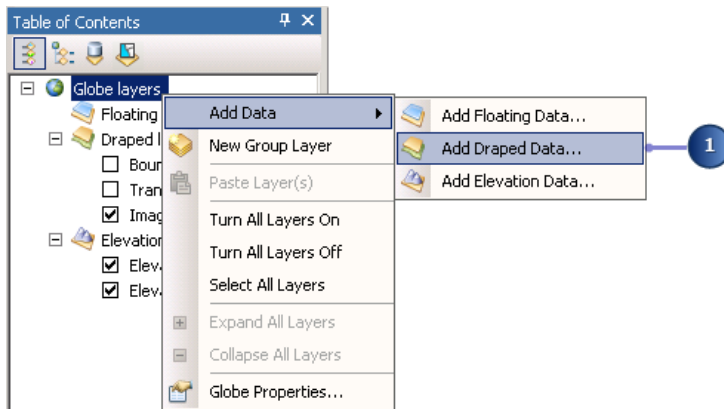 Table of Contents
Globe layers
Floating
Draped l
Boun
Tran
Imag
Elevation
Eleva
Eleva
Add Data
New Group Layer
Paste Layer(s)
Turn All Layers On
Turn All Layers Off
Select All Layers
Expand All Layers
Collapse All Layers
Globe Properties...
Add Floating Data...
Add Draped Data...
Add Elevation Data...
1